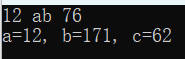 12 ab 76
a=12, b=171, c=62